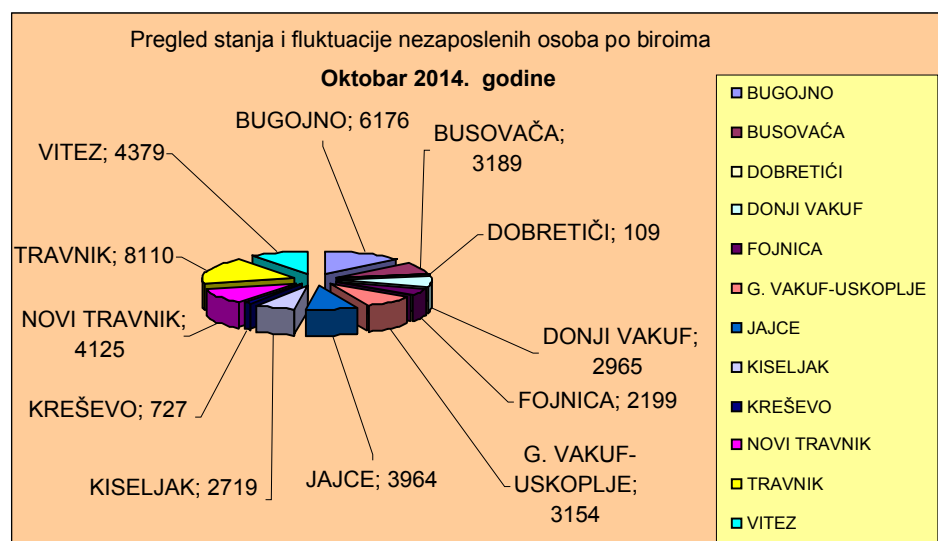 Pregled stanja i fluktuacije nezaposlenih osoba po biroima
Oktobar 2014. godine
BUGOJNO; 6176
BUSOVAČA;
3189
DOBRETIČI; 109
DONJI VAKUF;
2965
FOJNICA; 2199
G. VAKUF-
USKOPLJE;
3154
JAJCE; 3964
KISELJAK; 2719
KREŠEVO; 727
NOVI TRAVNIK;
4125
TRAVNIK; 8110
VITEZ; 4379
BUGOJNO
BUSOVAĆA
DOBRETIĆI
DONJI VAKUF
FOJNICA
G. VAKUF-USKOPLJE
JAJCE
KISELJAK
KREŠEVO
NOVI TRAVNIK
TRAVNIK
VITEZ